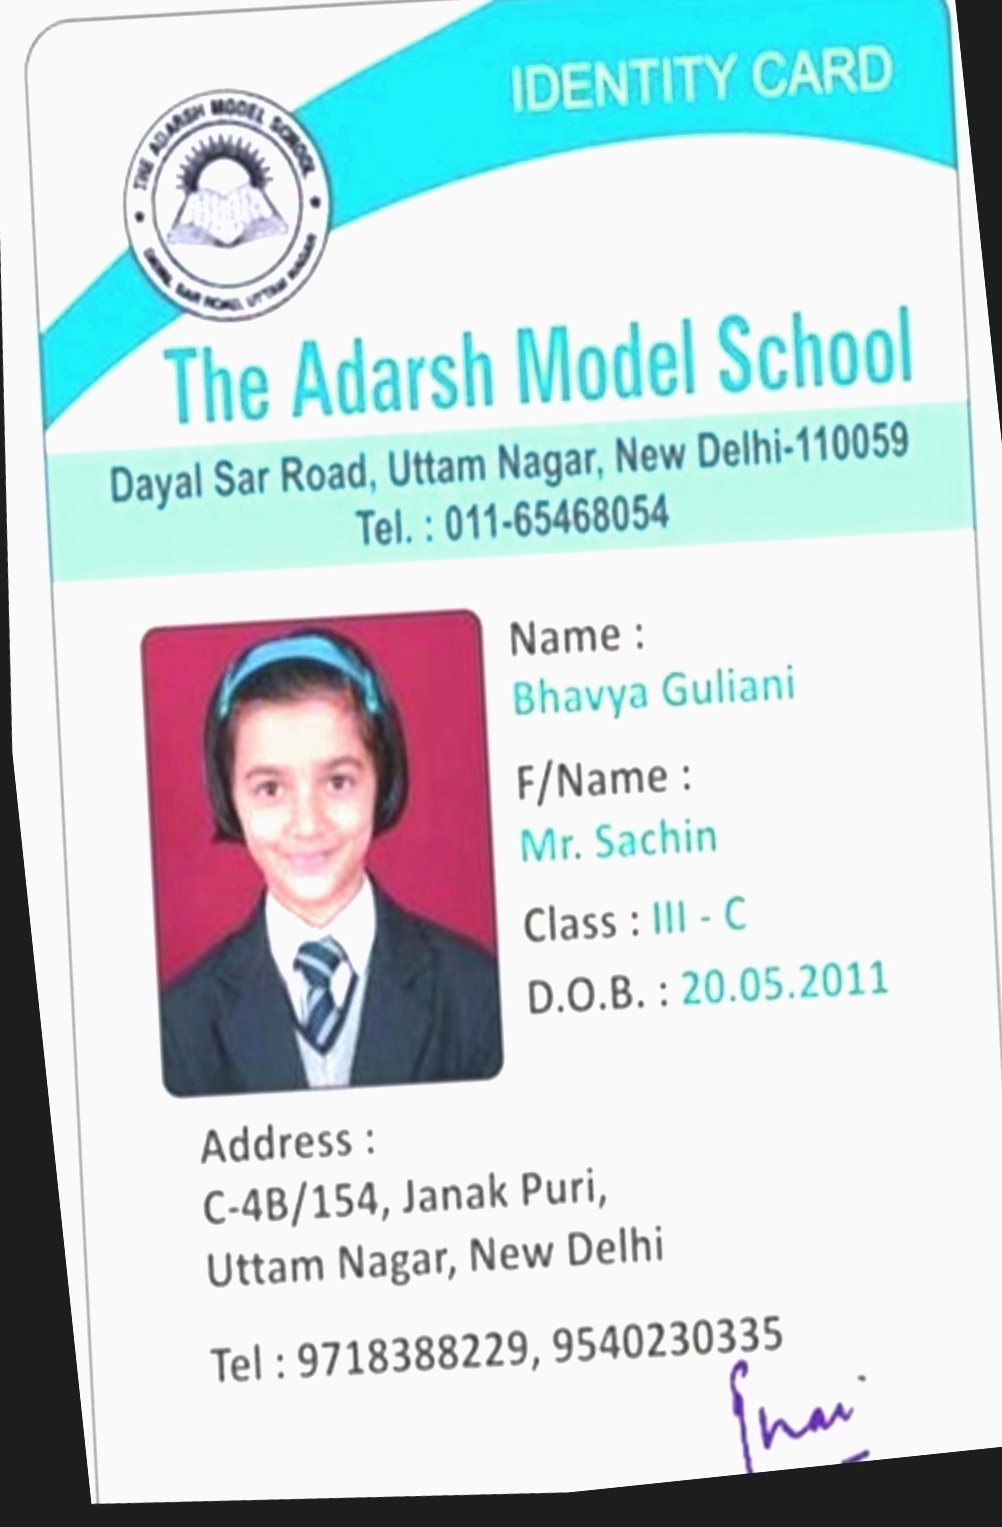 IDENTITY CARD
THE ADARSH MODEL SCHOOL
DAYAL SAR ROAD, UTTAM NAGAR
The Adarsh Model School
Dayal Sar Road, Uttam Nagar, New Delhi-110059
Tel. : 011-65468054
Name :
Bhavya Guliani
F/Name :
Mr. Sachin
Class : III - C
D.O.B. : 20.05.2011
Address :
C-4B/154, Janak Puri,
Uttam Nagar, New Delhi
Tel : 9718388229, 9540230335